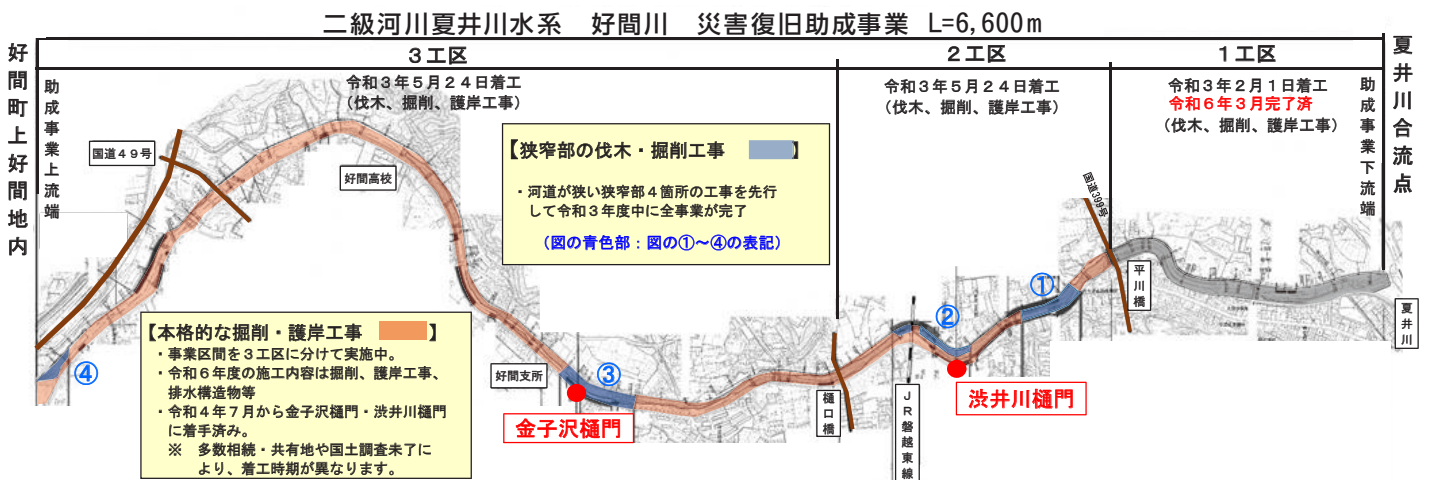 二級河川夏井川水系　好間川　災害復旧助成事業 L=6,600m
好間町上好間地内
3工区
2工区
1工区
夏井川合流点
助成事業上流端
令和３年５月２４日着工
(伐木、掘削、護岸工事)
令和３年５月２４日着工
(伐木、掘削、護岸工事)
令和３年２月１日着工
令和６年３月完了済
(伐木、掘削、護岸工事)
助成事業下流端
国道４９号
好間高校
【狭窄部の伐木・掘削工事　　】
・河道が狭い狭窄部４箇所の工事を先行
して令和３年度中に全事業が完了
（図の青色部：図の①～④の表記）
国道399号
平川橋
夏井川
①
②
③
④
【本格的な掘削・護岸工事　　】
・事業区間を３工区に分けて実施中。
・令和６年度の施工内容は掘削、護岸工事、
排水構造物等
・令和４年７月から金子沢樋門・渋井川樋門
に着手済み。
※　多数相続・共有地や国土調査未了に
より、着工時期が異なります。
好間支所
金子沢樋門
樋口橋
ＪＲ磐越東線
渋井川樋門